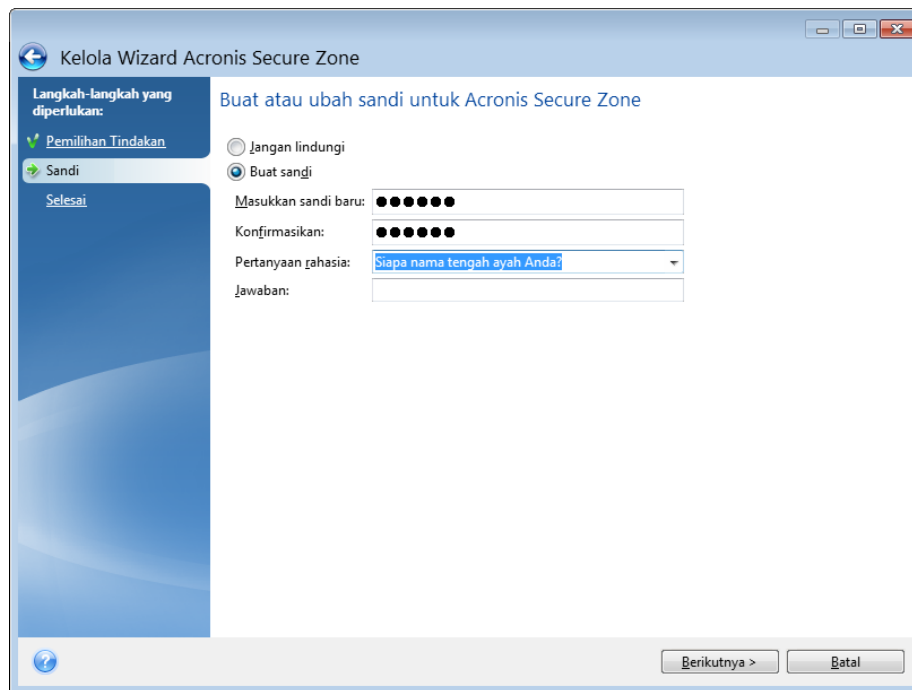 Kelola Wizard Acronis Secure Zone
Langkah-langkah yang
diperlukan:
Pemilihan Tindakan
Sandi
Selesai
Buat atau ubah sandi untuk Acronis Secure Zone
Jangan lindungi
Buat sandi
Masukkan sandi baru: ●●●●●●
Konfirmasikan: ●●●●●●
Pertanyaan rahasia: Siapa nama tengah ayah Anda?
Jawaban:
Berikutnya >
Batal